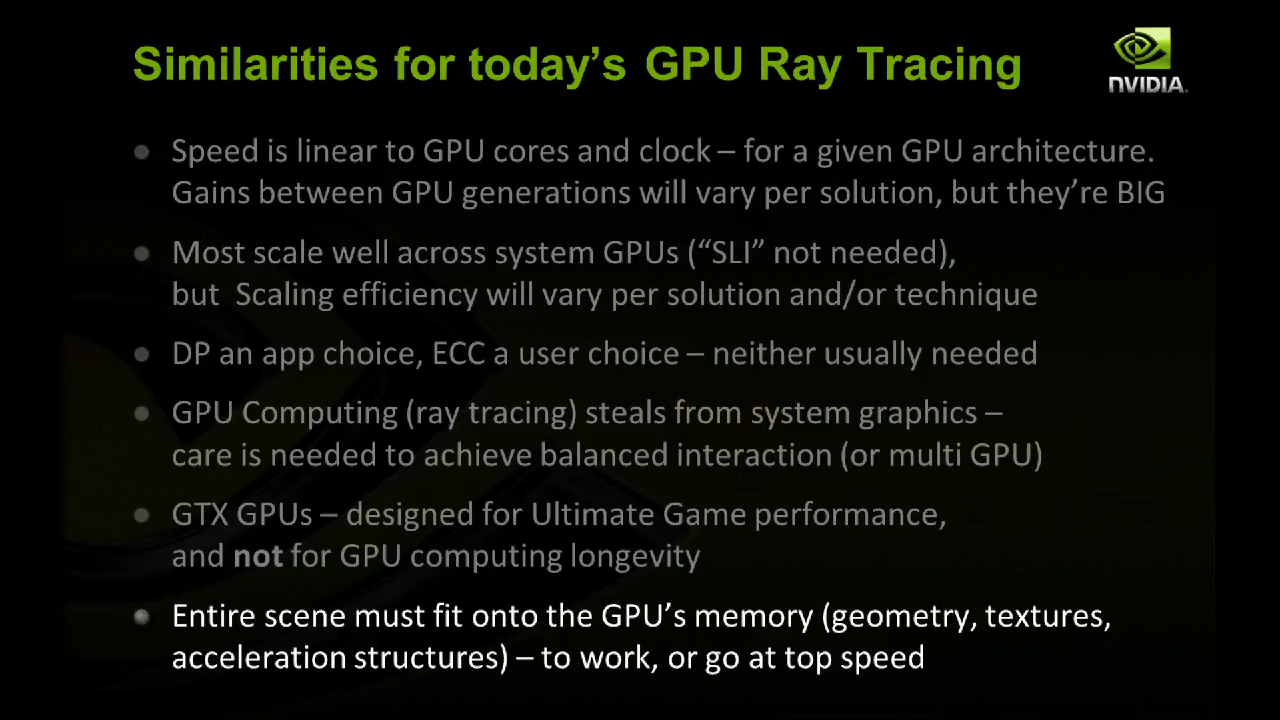 Similarities for today's GPU Ray Tracing
NVIDIA.
Speed is linear to GPU cores and clock – for a given GPU architecture.
Gains between GPU generations will vary per solution, but they're BIG
Most scale well across system GPUs (“SLI” not needed),
but Scaling efficiency will vary per solution and/or technique
DP an app choice, ECC a user choice – neither usually needed
GPU Computing (ray tracing) steals from system graphics –
care is needed to achieve balanced interaction (or multi GPU)
GTX GPUs – designed for Ultimate Game performance,
and not for GPU computing longevity
Entire scene must fit onto the GPU's memory (geometry, textures,
acceleration structures) – to work, or go at top speed